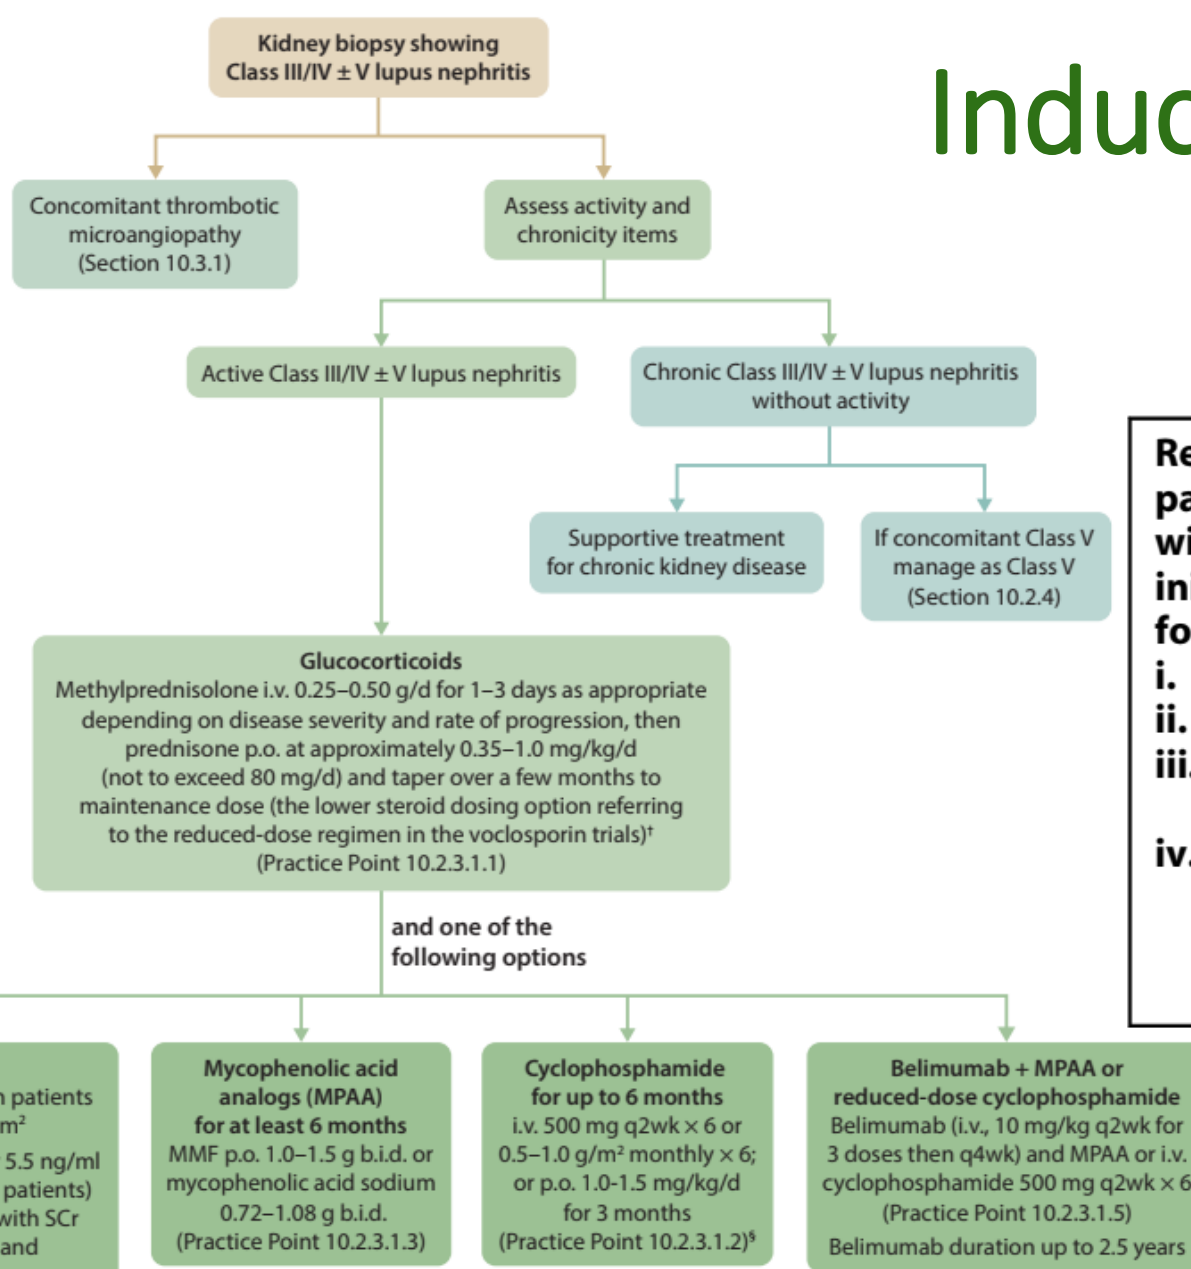 Kidney biopsy showing
Class III/IV ± V lupus nephritis
Induc
Concomitant thrombotic
microangiopathy
(Section 10.3.1)
Assess activity and
chronicity items
Active Class III/IV ± V lupus nephritis
Chronic Class III/IV ± V lupus nephritis
without activity
Supportive treatment
for chronic kidney disease
If concomitant Class V
manage as Class V
(Section 10.2.4)
Re
pa
wi
ini
fo
i.
ii.
iii.
iv.
Glucocorticoids
Methylprednisolone i.v. 0.25–0.50 g/d for 1–3 days as appropriate
depending on disease severity and rate of progression, then
prednisone p.o. at approximately 0.35–1.0 mg/kg/d
(not to exceed 80 mg/d) and taper over a few months to
maintenance dose (the lower steroid dosing option referring
to the reduced-dose regimen in the voclosporin trials)†
(Practice Point 10.2.3.1.1)
and one of the
following options
n patients
m²
5.5 ng/ml
patients)
with SCr
and
Mycophenolic acid
analogs (MPAA)
for at least 6 months
MMF p.o. 1.0–1.5 g b.i.d. or
mycophenolic acid sodium
0.72–1.08 g b.i.d.
(Practice Point 10.2.3.1.3)
Cyclophosphamide
for up to 6 months
i.v. 500 mg q2wk × 6 or
0.5–1.0 g/m² monthly × 6;
or p.o. 1.0-1.5 mg/kg/d
for 3 months
(Practice Point 10.2.3.1.2)§
Belimumab + MPAA or
reduced-dose cyclophosphamide
Belimumab (i.v., 10 mg/kg q2wk for
3 doses then q4wk) and MPAA or i.v.
cyclophosphamide 500 mg q2wk × 6
(Practice Point 10.2.3.1.5)
Belimumab duration up to 2.5 years